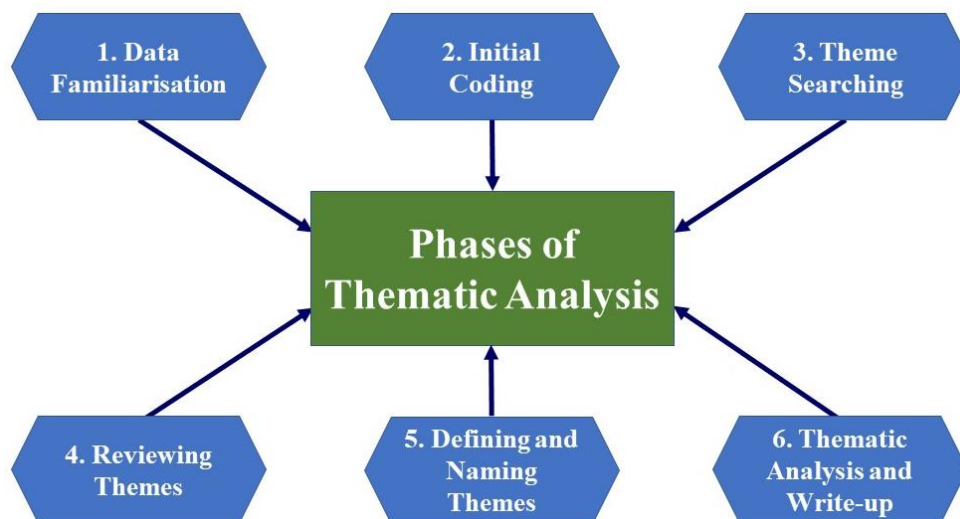 1. Data
Familiarisation
2. Initial
Coding
3. Theme
Searching
Phases of
Thematic Analysis
4. Reviewing
Themes
5. Defining and
Naming
Themes
6. Thematic
Analysis and
Write-up